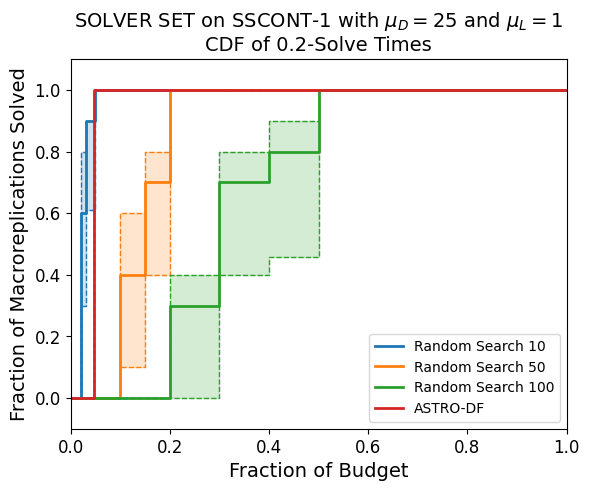 SOLVER SET on SSCONT-1 with μ_D = 25 and μ_L = 1
CDF of 0.2-Solve Times
Fraction of Macroreplications Solved
1.0
0.8
0.6
0.4
0.2
0.0
Random Search 10
Random Search 50
Random Search 100
ASTRO-DF
0.0 0.2 0.4 0.6 0.8 1.0
Fraction of Budget